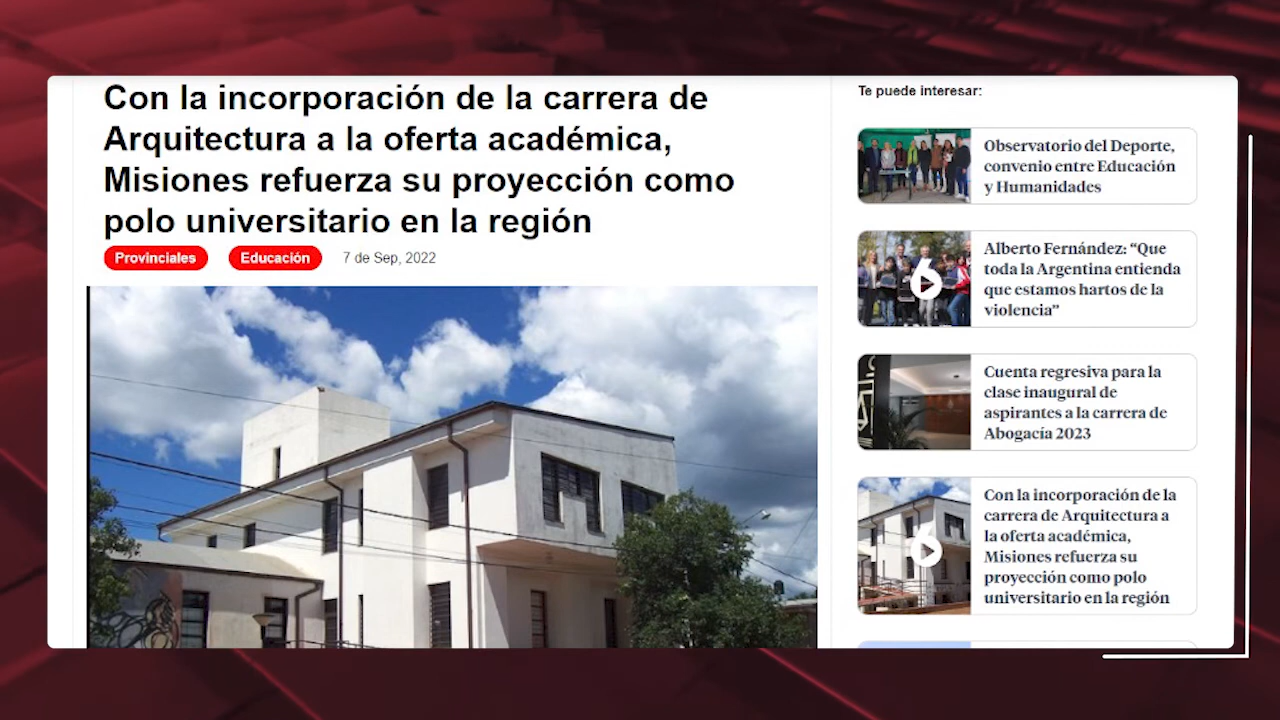 Con la incorporación de la carrera de
Arquitectura a la oferta académica,
Misiones refuerza su proyección como
polo universitario en la región
Provinciales
Educación
7 de Sep, 2022
Te puede interesar:
Observatorio del Deporte,
convenio entre Educación
y Humanidades
Alberto Fernández: “Que
toda la Argentina entienda
que estamos hartos de la
violencia”
Cuenta regresiva para la
clase inaugural de
aspirantes a la carrera de
Abogacía 2023
Con la incorporación de la
carrera de Arquitectura a
la oferta académica,
Misiones refuerza su
proyección como polo
universitario en la región